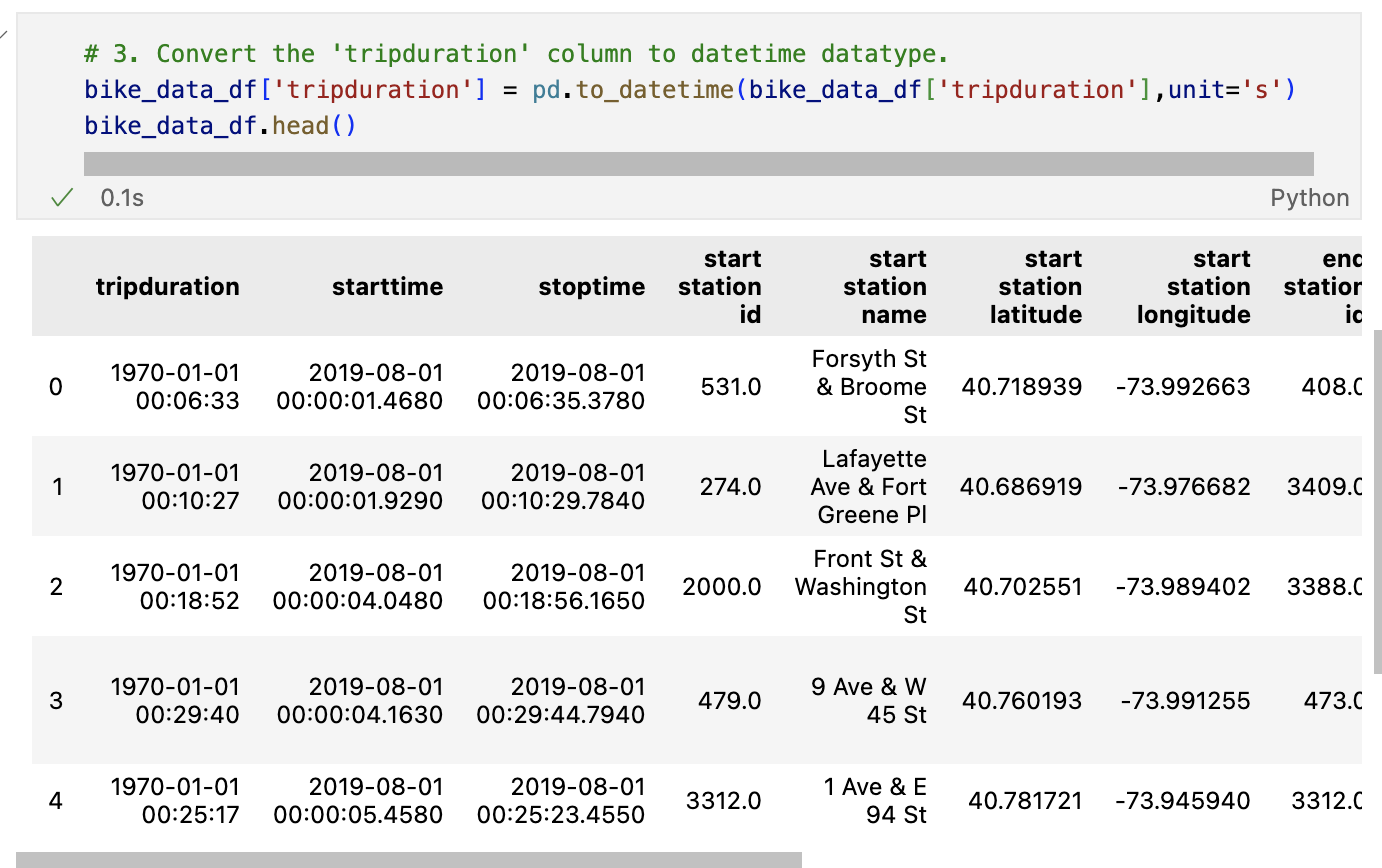 # 3. Convert the 'tripduration' column to datetime datatype.
bike_data_df['tripduration'] = pd.to_datetime(bike_data_df['tripduration'],unit='s')
bike_data_df.head()
0.1s Python
tripduration starttime stoptime start station id start station name start station latitude start station longitude end station id
0 1970-01-01 00:06:33 2019-08-01 00:00:01.4680 2019-08-01 00:06:35.3780 531.0 Forsyth St & Broome St 40.718939 -73.992663 408.0
1 1970-01-01 00:10:27 2019-08-01 00:00:01.9290 2019-08-01 00:10:29.7840 274.0 Lafayette Ave & Fort Greene Pl 40.686919 -73.976682 3409.0
2 1970-01-01 00:18:52 2019-08-01 00:00:04.0480 2019-08-01 00:18:56.1650 2000.0 Front St & Washington St 40.702551 -73.989402 3388.0
3 1970-01-01 00:29:40 2019-08-01 00:00:04.1630 2019-08-01 00:29:44.7940 479.0 9 Ave & W 45 St 40.760193 -73.991255 473.0
4 1970-01-01 00:25:17 2019-08-01 00:00:05.4580 2019-08-01 00:25:23.4550 3312.0 1 Ave & E 94 St 40.781721 -73.945940 3312.0